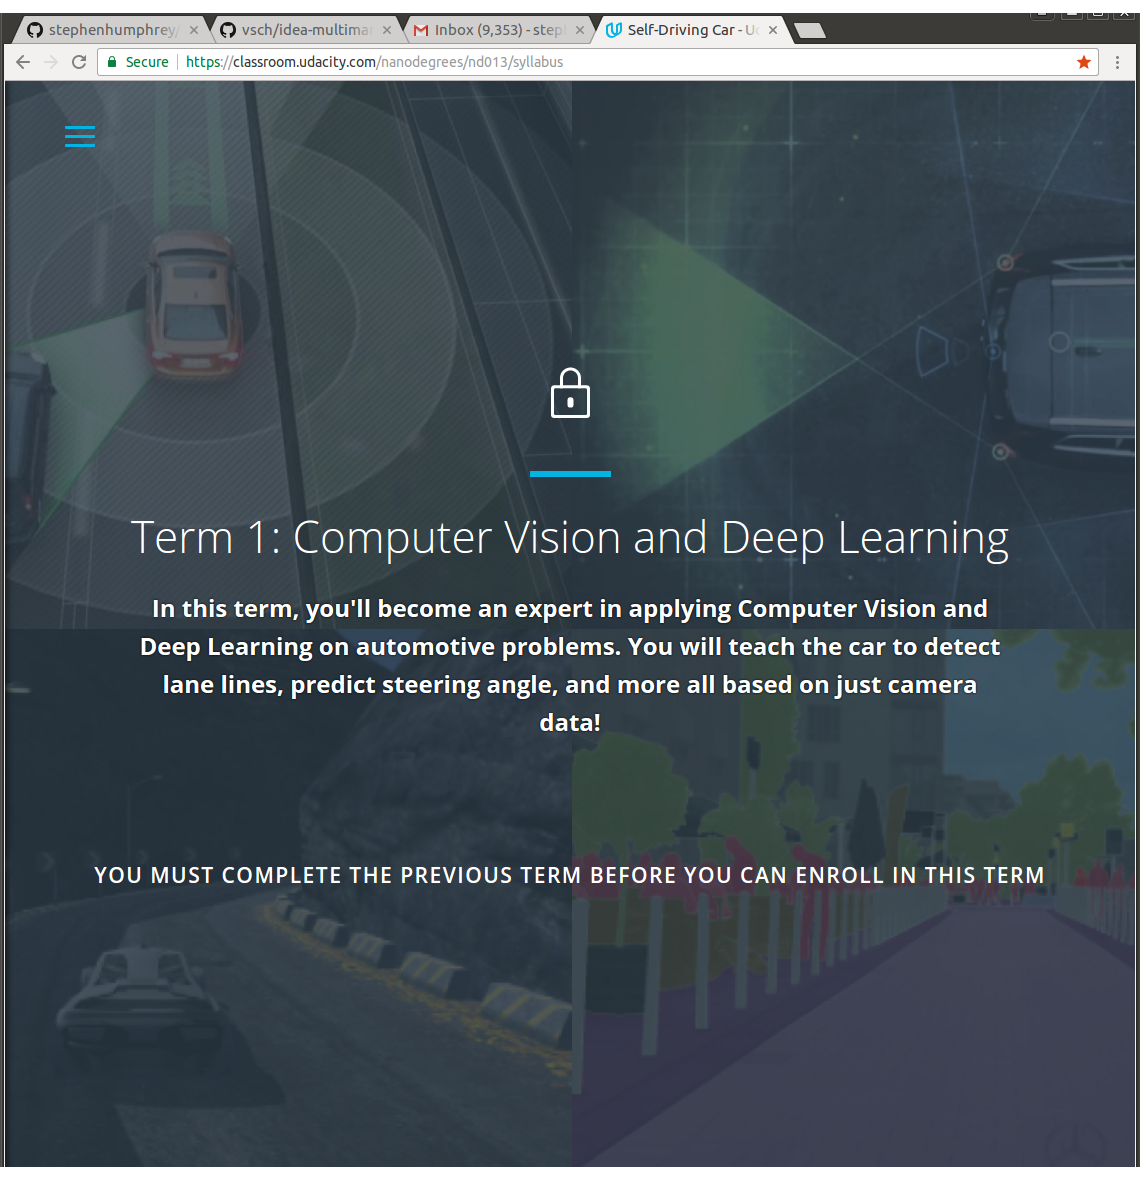 stephenhumphrey/
vsch/idea-multimar
Inbox (9,353) - step
Self-Driving Car - U
Secure
https://classroom.udacity.com/nanodegrees/nd013/syllabus
Term 1: Computer Vision and Deep Learning
In this term, you'll become an expert in applying Computer Vision and
Deep Learning on automotive problems. You will teach the car to detect
lane lines, predict steering angle, and more all based on just camera
data!
YOU MUST COMPLETE THE PREVIOUS TERM BEFORE YOU CAN ENROLL IN THIS TERM